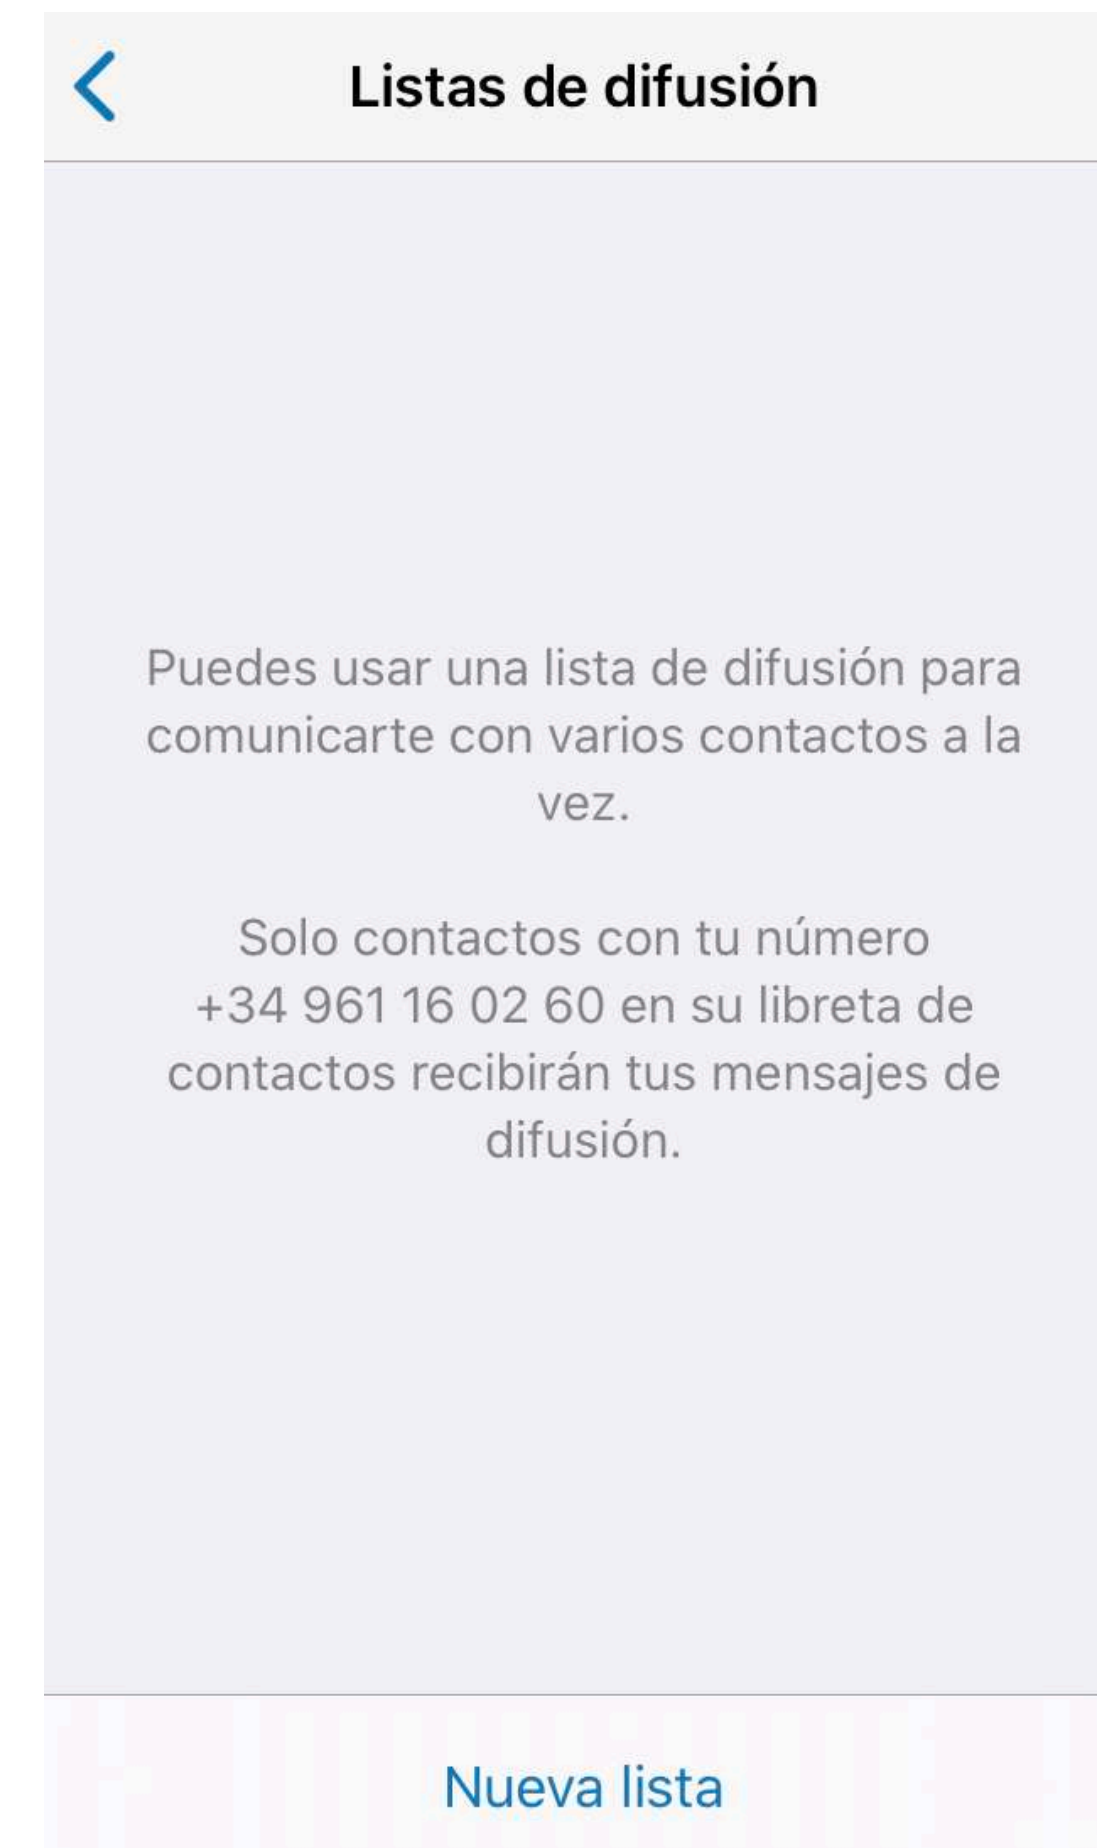 Listas de difusión
Puedes usar una lista de difusión para
comunicarte con varios contactos a la
vez.
Solo contactos con tu número
+34 961 16 02 60 en su libreta de
contactos recibirán tus mensajes de
difusión.
Nueva lista